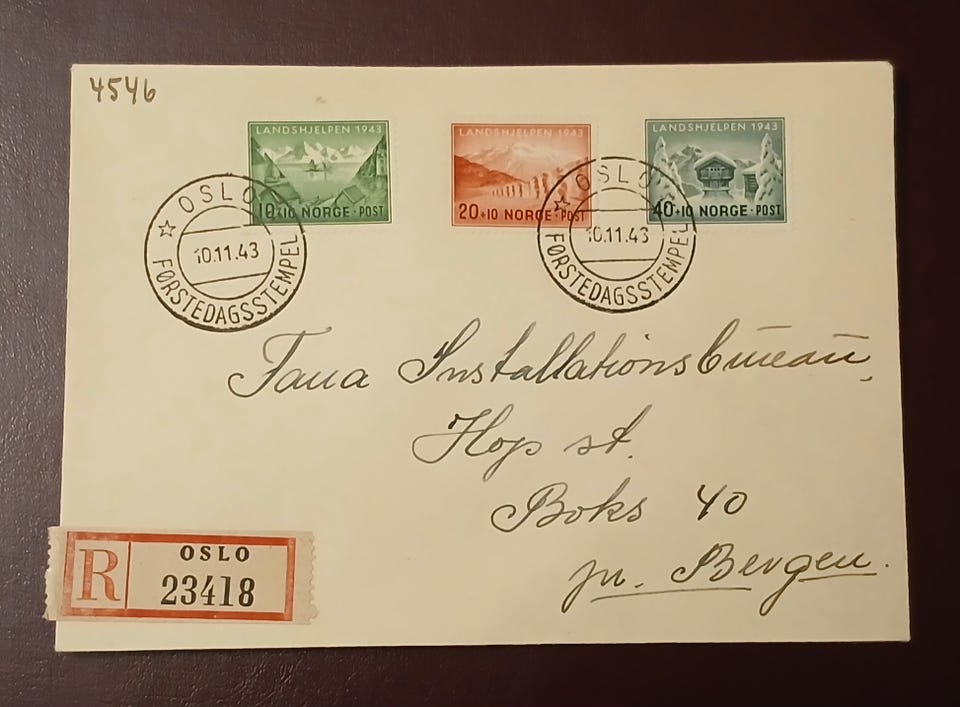 4546
LANDSHJELPEN 1943
10+10 NORGE·POST
LANDSHJELPEN 1943
20+10 NORGE·POST
LANDSHJELPEN 1943
40+10 NORGE·POST
OSLO
10.11.43
FØRSTEDAGSSTEMPEL
OSLO
10.11.43
FØRSTEDAGSSTEMPEL
Fana Installationsbureau,
Hop st.
Boks 40
pr. Bergen.
R
OSLO
23418